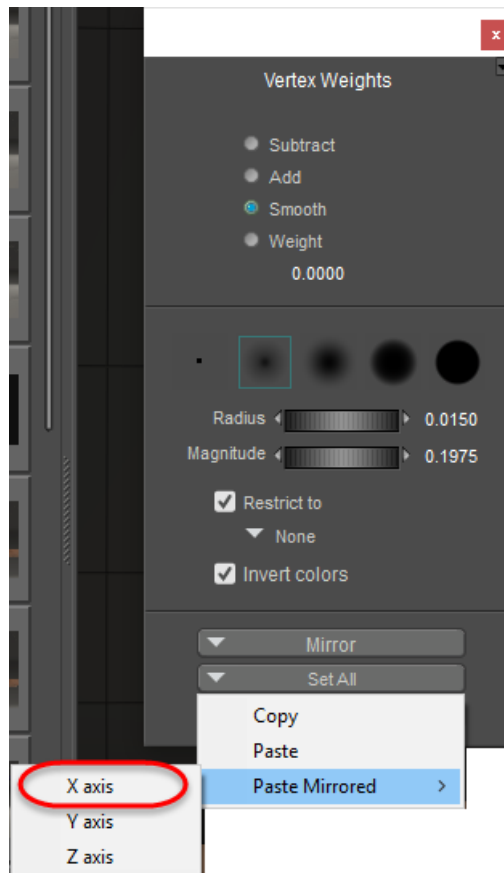 x
Vertex Weights
Subtract
Add
Smooth
Weight
0.0000
Radius 0.0150
Magnitude 0.1975
Restrict to
None
Invert colors
Mirror
Set All
Copy
Paste
Paste Mirrored >
X axis
Y axis
Z axis